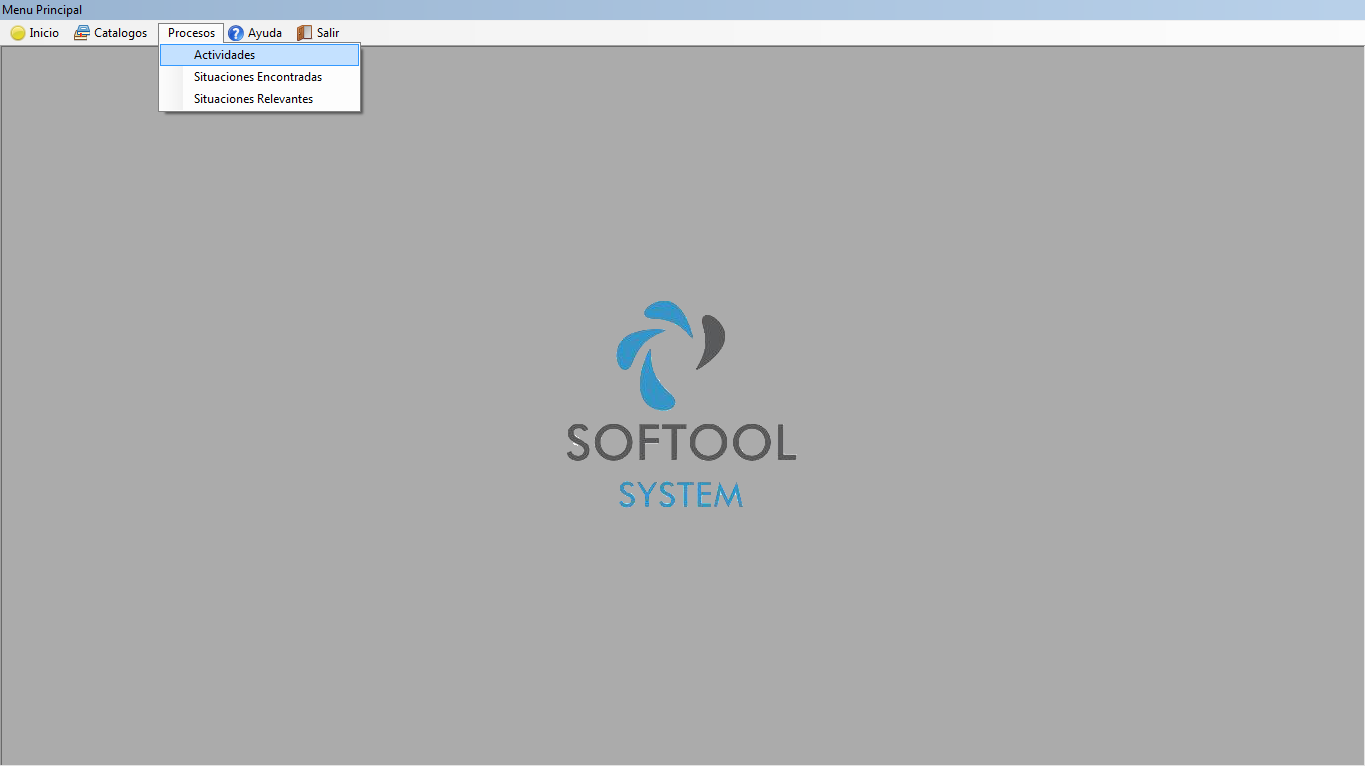 Menu Principal
Inicio Catalogos Procesos Ayuda Salir
Actividades
Situaciones Encontradas
Situaciones Relevantes
SOFTOOL
SYSTEM